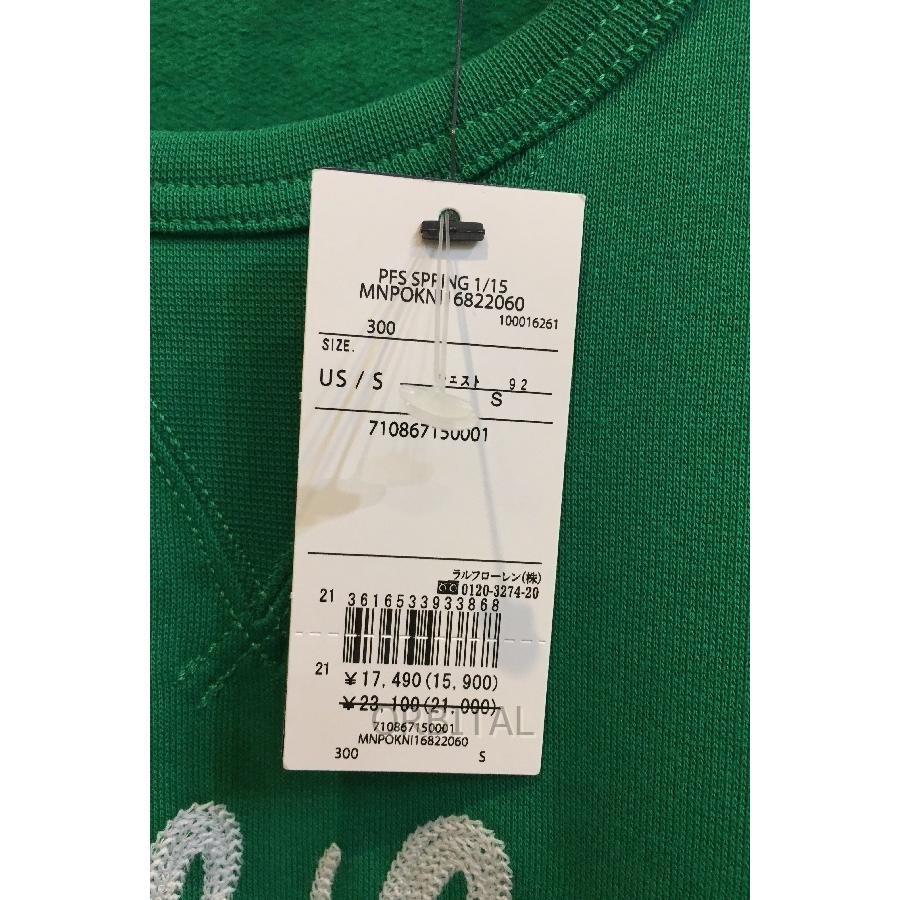 PFS SPRING 1/15
MNPOKNI16822060
100016261
300
SIZE.
US / S
ウエスト 92
S
710867150001
ラルフローレン(株)
0120-3274-20
21
3616533933868
21
¥17,490(15,900)
¥23,100(21,000)
ORBITAL
710867150001
MNPOKNI16822060
300 S